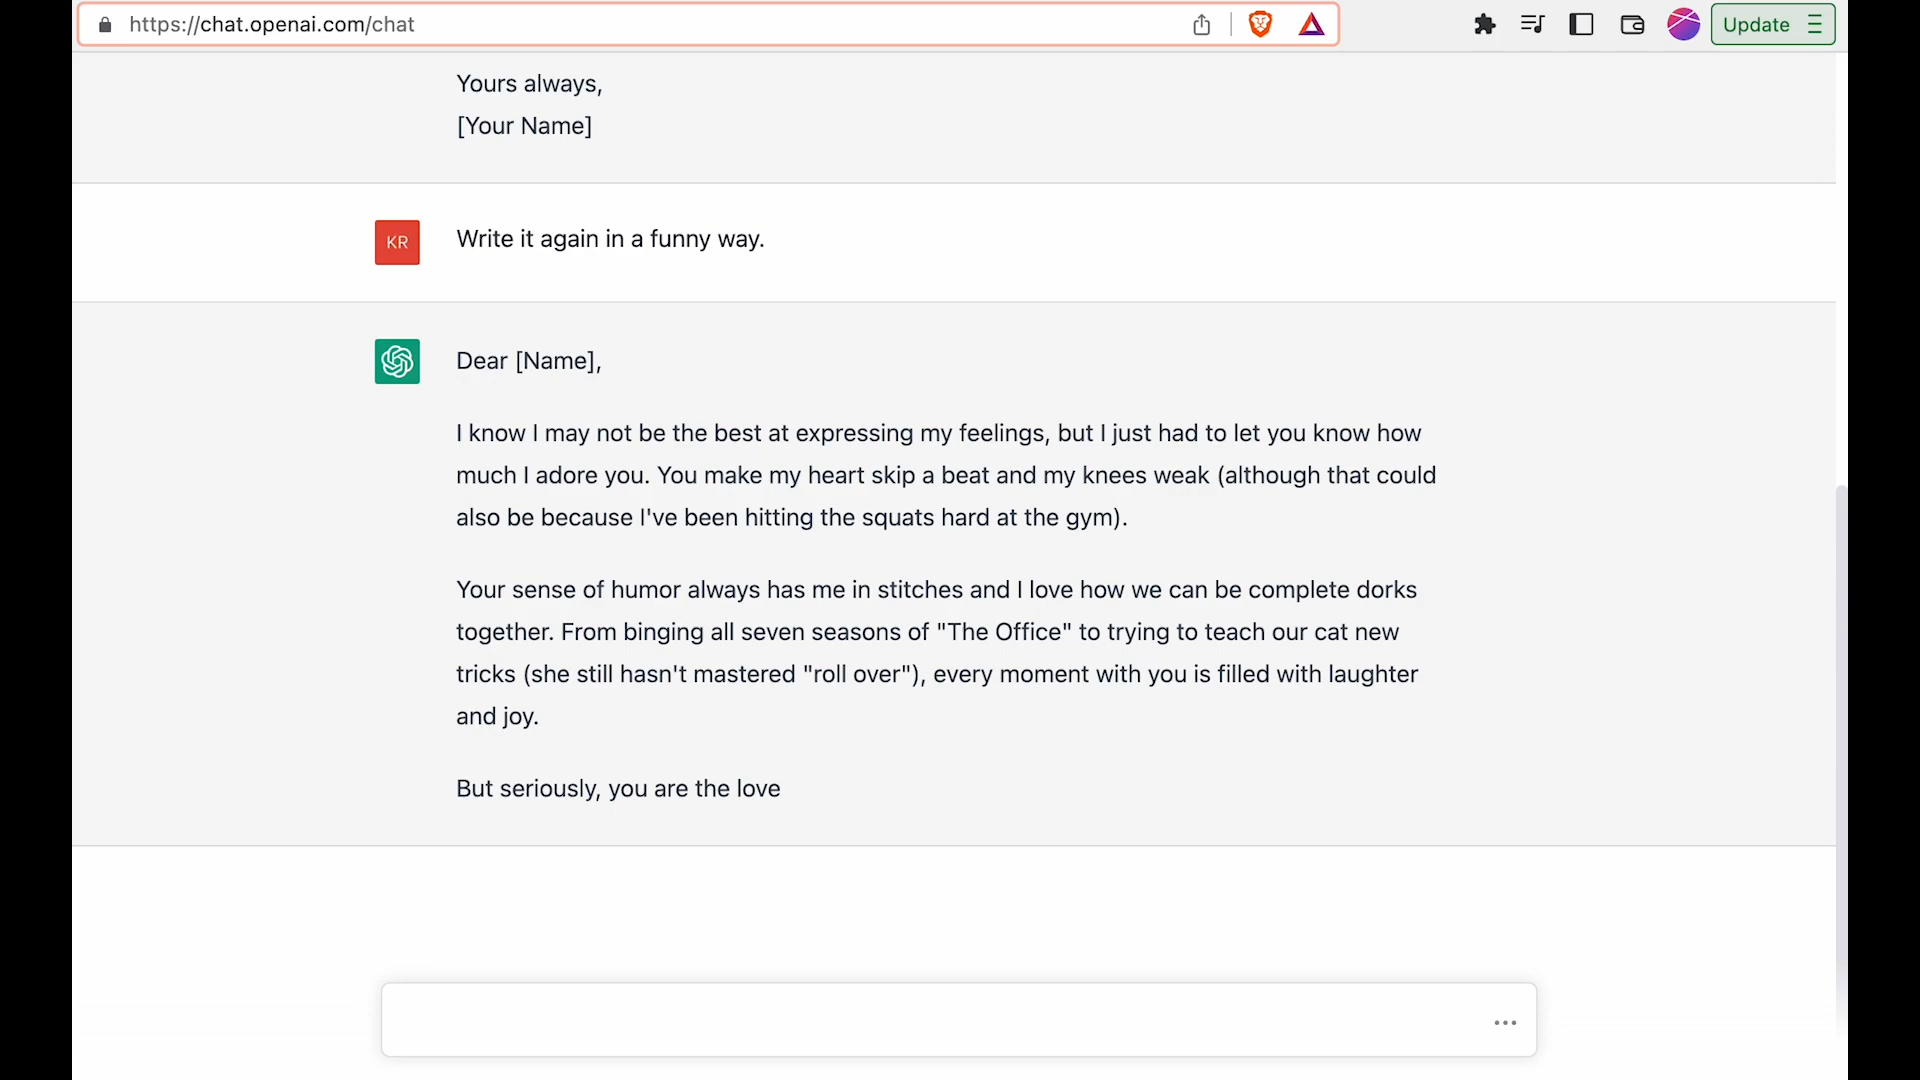 https://chat.openai.com/chat
Update
Yours always,
[Your Name]
KR
Write it again in a funny way.
Dear [Name],
I know I may not be the best at expressing my feelings, but I just had to let you know how
much I adore you. You make my heart skip a beat and my knees weak (although that could
also be because I've been hitting the squats hard at the gym).
Your sense of humor always has me in stitches and I love how we can be complete dorks
together. From binging all seven seasons of "The Office" to trying to teach our cat new
tricks (she still hasn't mastered "roll over"), every moment with you is filled with laughter
and joy.
But seriously, you are the love